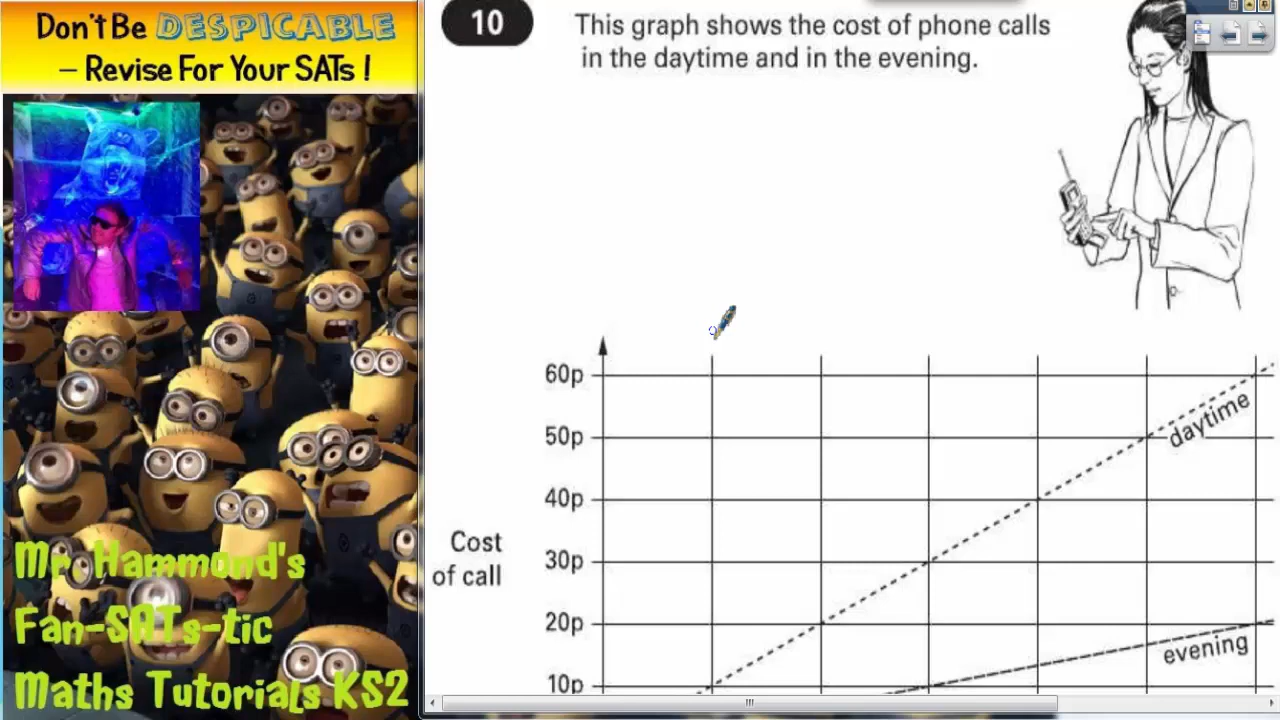 Don't Be DESPICABLE
– Revise For Your SATs !
Mr. Hammond's
Fan-SATs-tic
Maths Tutorials KS2
10
This graph shows the cost of phone calls
in the daytime and in the evening.
60p
50p
40p
30p
20p
10p
Cost
of call
daytime
evening